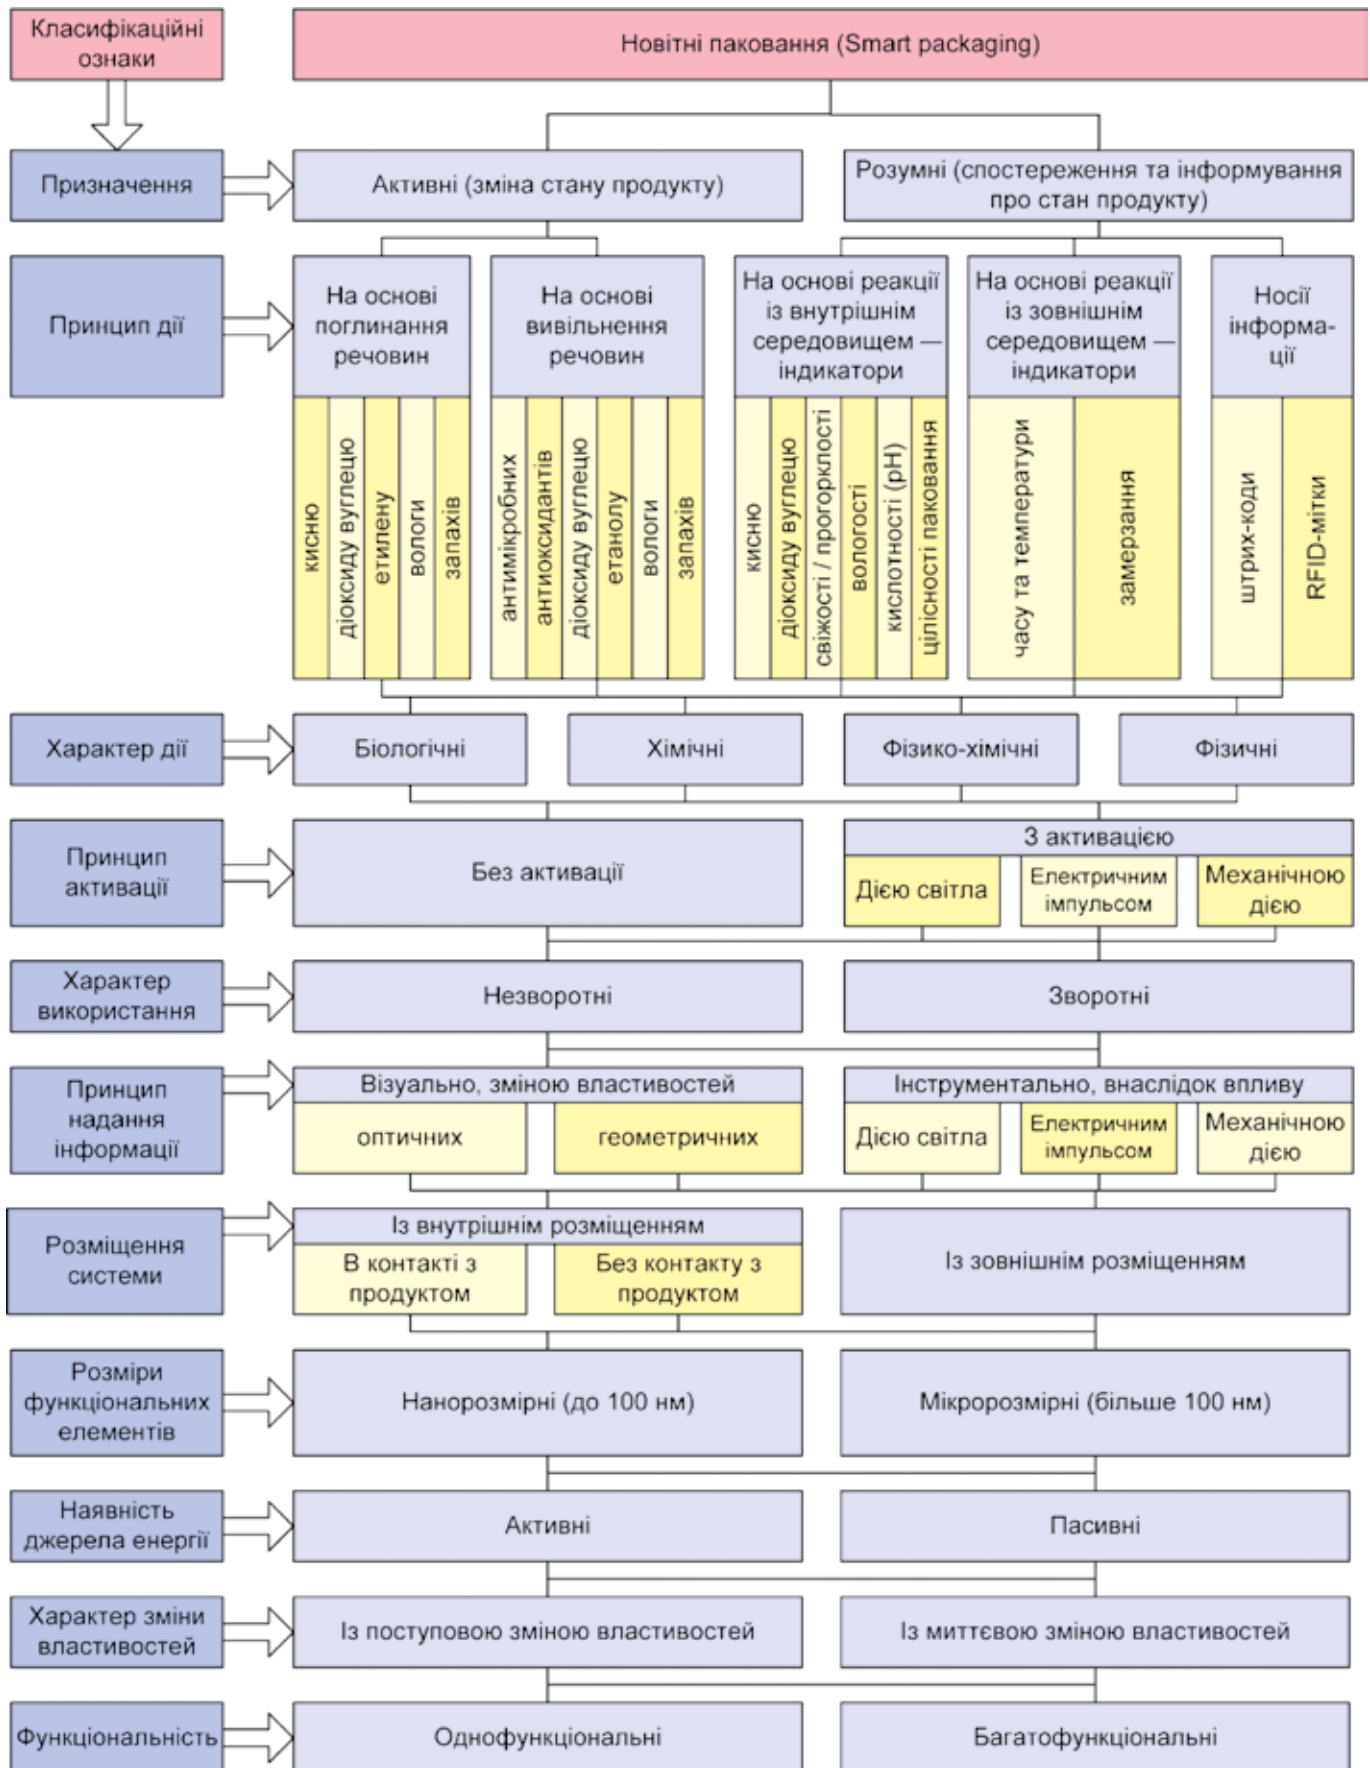 Класифікаційні
ознаки
Новітні паковання (Smart packaging)
Призначення
Активні (зміна стану продукту)
Розумні (спостереження та інформування
про стан продукту)
Принцип дії
На основі
поглинання
речовин
На основі
вивільнення
речовин
На основі реакції
із внутрішнім
середовищем —
індикатори
На основі реакції
із зовнішнім
середовищем —
індикатори
Носії
інформа-
ції
кисню
діоксиду вуглецю
етилену
вологи
запахів
антимікробних
антиоксидантів
діоксиду вуглецю
етанолу
вологи
запахів
кисню
діоксиду вуглецю
свіжості / прогорклості
вологості
кислотності (pH)
цілісності паковання
часу та температури
замерзання
штрих-коди
RFID-мітки
Характер дії
Біологічні
Хімічні
Фізико-хімічні
Фізичні
Принцип
активації
Без активації
З активацією
Дією світла
Електричним
імпульсом
Механічною
дією
Характер
використання
Незворотні
Зворотні
Принцип
надання
інформації
Візуально, зміною властивостей
оптичних
геометричних
Інструментально, внаслідок впливу
Дією світла
Електричним
імпульсом
Механічною
дією
Розміщення
системи
Із внутрішнім розміщенням
В контакті з
продуктом
Без контакту з
продуктом
Із зовнішнім розміщенням
Розміри
функціональних
елементів
Нанорозмірні (до 100 нм)
Мікророзмірні (більше 100 нм)
Наявність
джерела енергії
Активні
Пасивні
Характер зміни
властивостей
Із поступовою зміною властивостей
Із миттєвою зміною властивостей
Функціональність
Однофункціональні
Багатофункціональні